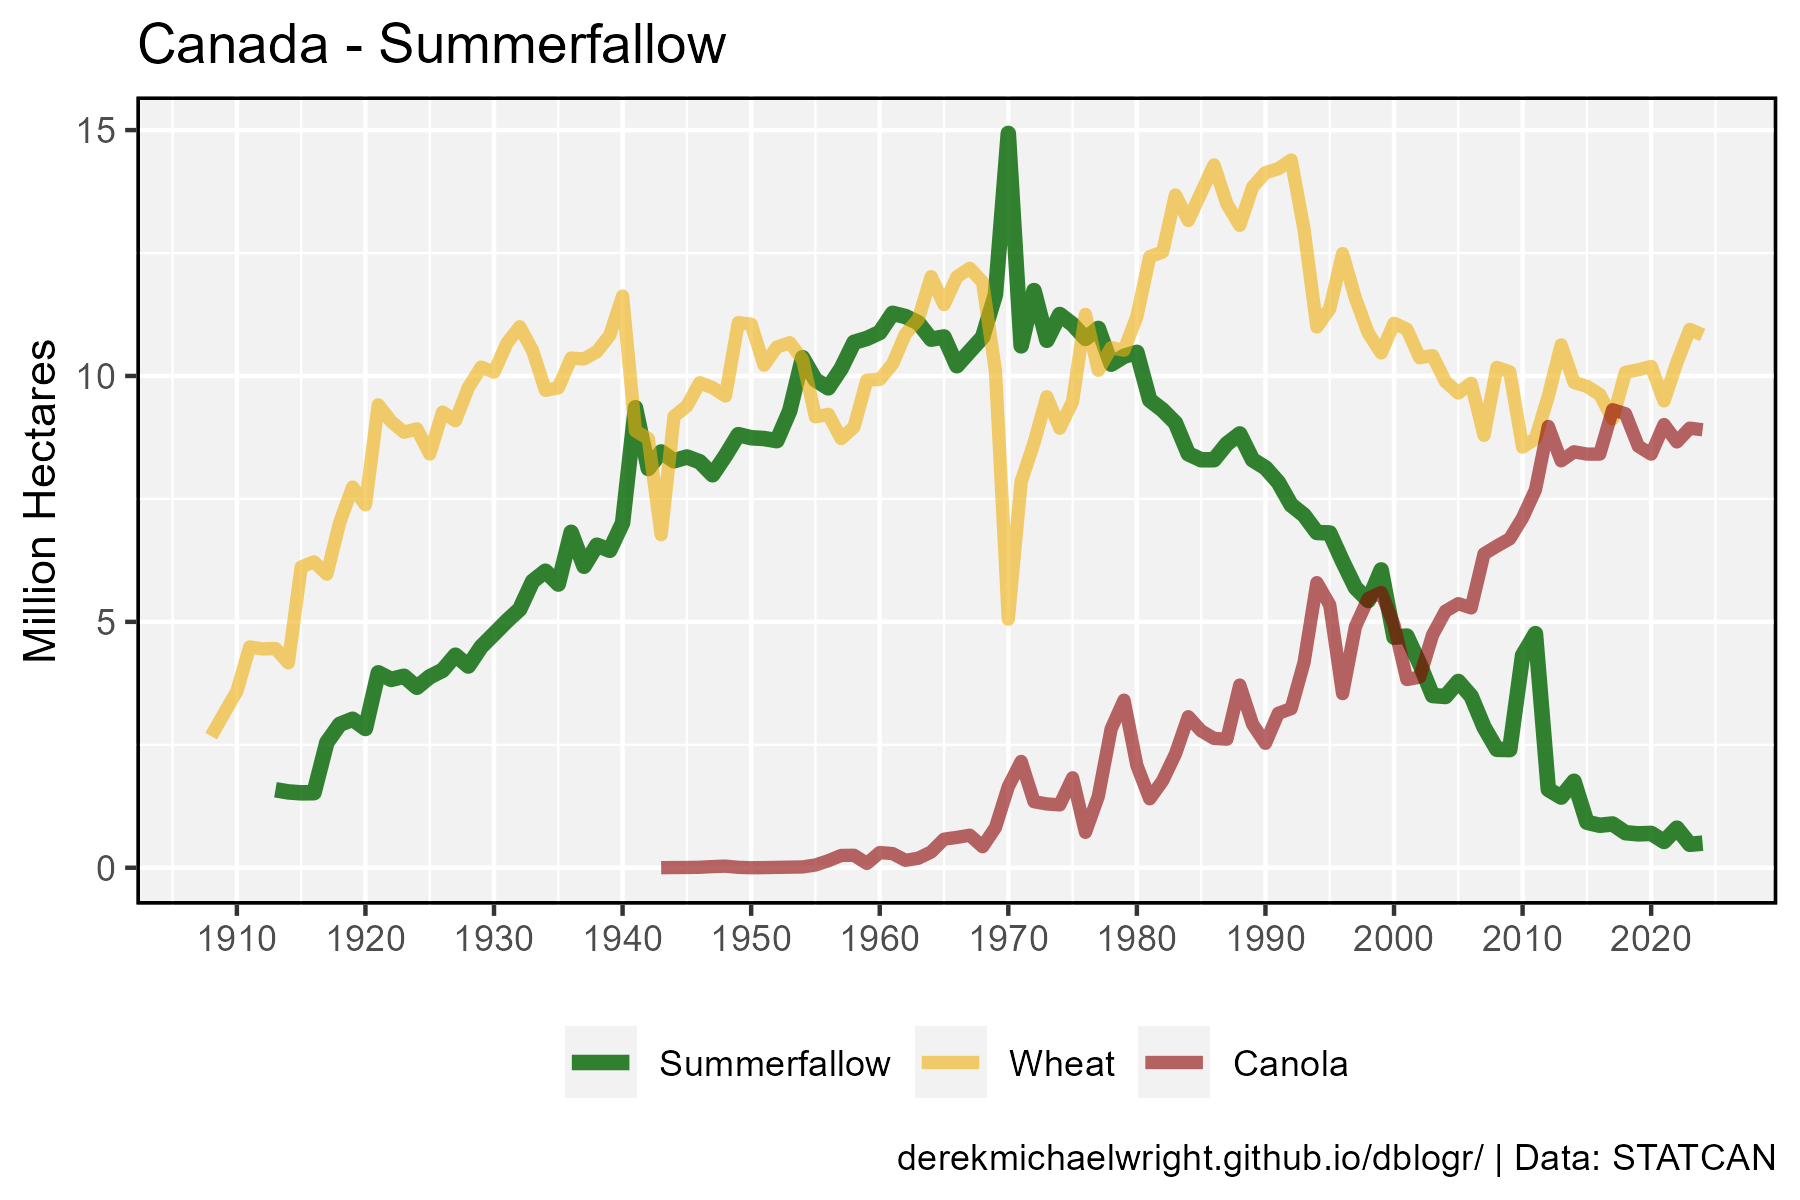 Canada - Summerfallow
Million Hectares
15
10
5
0
1910 1920 1930 1940 1950 1960 1970 1980 1990 2000 2010 2020
Summerfallow Wheat Canola
derekmichaelwright.github.io/dblogr/ | Data: STATCAN